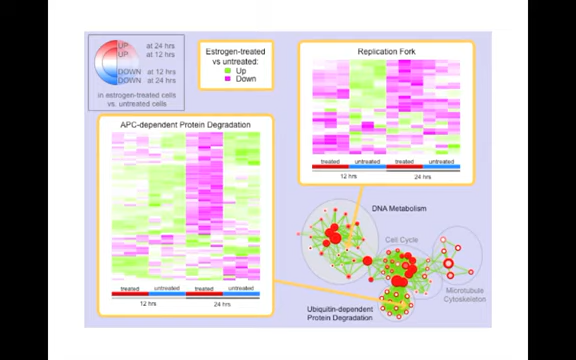 UP at 24 hrs
UP at 12 hrs
DOWN at 12 hrs
DOWN at 24 hrs
in estrogen-treated cells
vs. untreated cells
Estrogen-treated
vs untreated:
Up
Down
Replication Fork
treated untreated treated untreated
12 hrs 24 hrs
APC-dependent Protein Degradation
treated untreated treated untreated
12 hrs 24 hrs
DNA Metabolism
Cell Cycle
Microtubule
Cytoskeleton
Ubiquitin-dependent
Protein Degradation